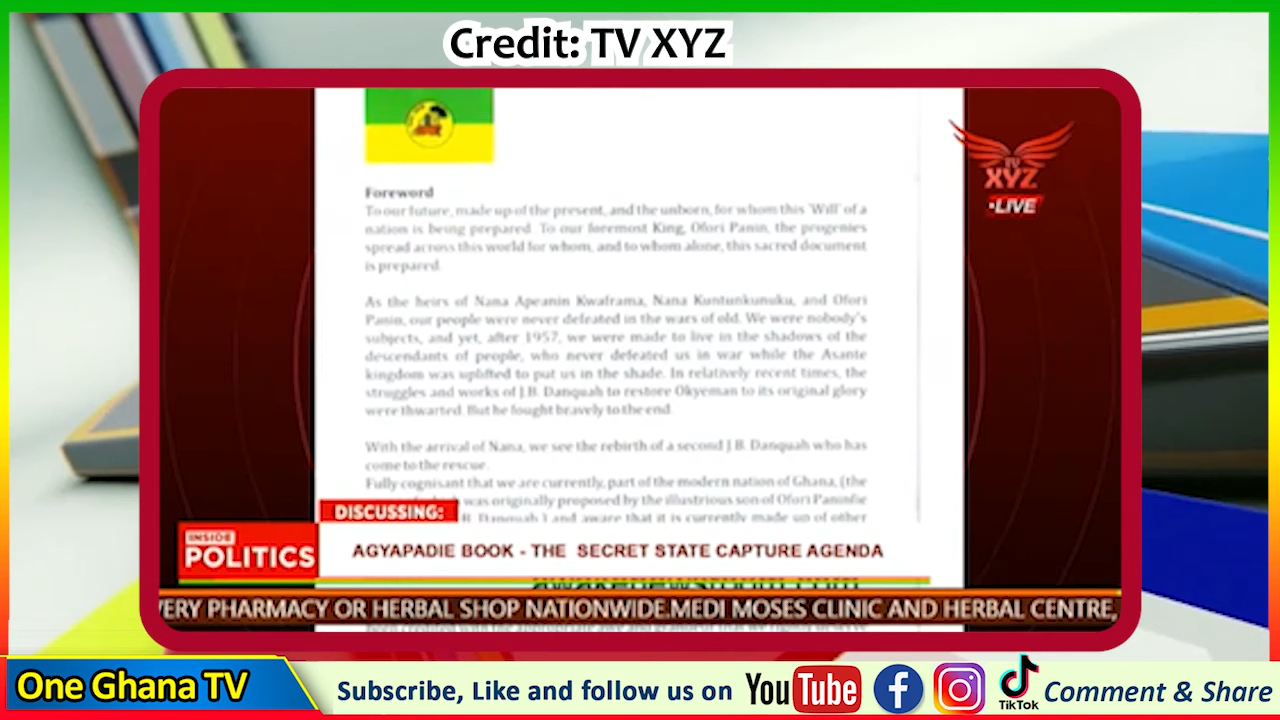 Credit: TV XYZ
TV
XYZ
LIVE
Foreword
To our future, made up of the present, and the unborn, for whom this 'Will' of a
nation is being prepared. To our foremost King, Ofori Panin, the progenies
spread across this world for whom, and to whom alone, this sacred document
is prepared.
As the heirs of Nana Apeanin Kwaframa, Nana Kuntunkunuku, and Ofori
Panin, our people were never defeated in the wars of old. We were nobody's
subjects, and yet, after 1957, we were made to live in the shadows of the
descendants of people, who never defeated us in war while the Asante
kingdom was uplifted to put us in the shade. In relatively recent times, the
struggles and works of J.B. Danquah to restore Okyeman to its original glory
were thwarted. But he fought bravely to the end.
With the arrival of Nana, we see the rebirth of a second J.B. Danquah who has
come to the rescue.
Fully cognisant that we are currently, part of the modern nation of Ghana, (the
was originally proposed by the illustrious son of Ofori Paninfie
B. Danquah ) and aware that it is currently made up of other
DISCUSSING:
INSIDE
POLITICS
AGYAPADIE BOOK - THE SECRET STATE CAPTURE AGENDA
VERY PHARMACY OR HERBAL SHOP NATIONWIDE.MEDI MOSES CLINIC AND HERBAL CENTRE,
One Ghana TV
Subscribe, Like and follow us on
YouTube
TikTok
Comment & Share